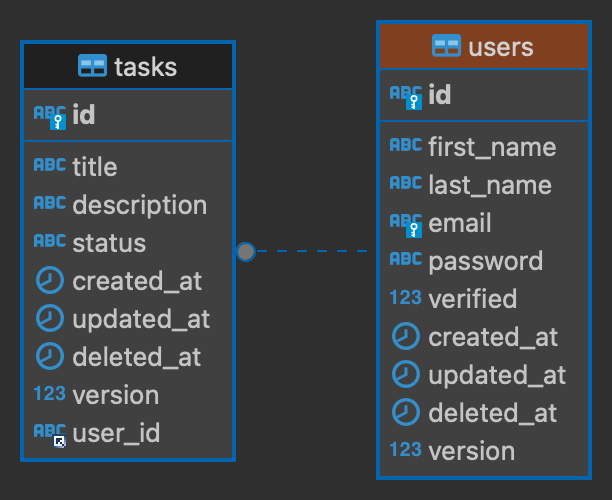 tasks
ABC id
ABC title
ABC description
ABC status
created_at
updated_at
deleted_at
123 version
ABC user_id
users
ABC id
ABC first_name
ABC last_name
ABC email
ABC password
123 verified
created_at
updated_at
deleted_at
123 version